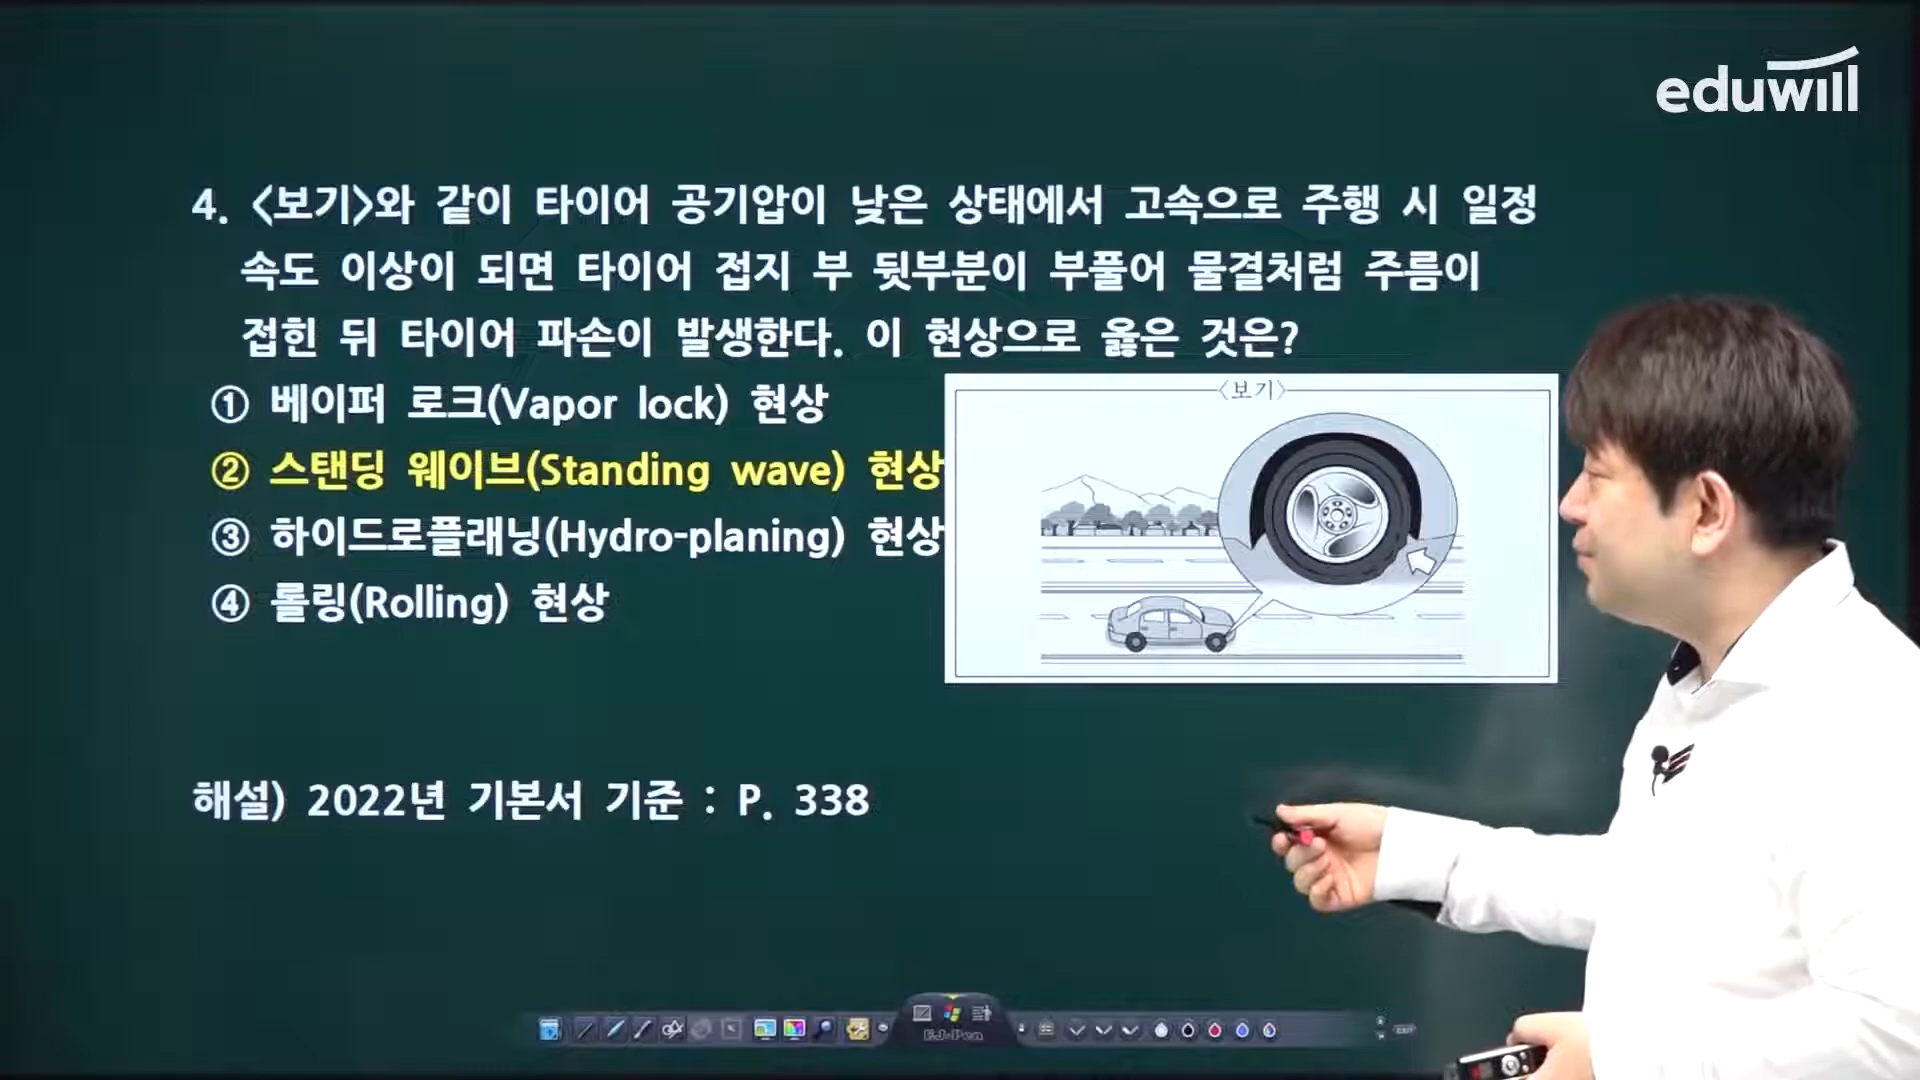 eduwill
4. <보기>와 같이 타이어 공기압이 낮은 상태에서 고속으로 주행 시 일정
속도 이상이 되면 타이어 접지 부 뒷부분이 부풀어 물결처럼 주름이
접힌 뒤 타이어 파손이 발생한다. 이 현상으로 옳은 것은?
① 베이퍼 로크(Vapor lock) 현상
② 스탠딩 웨이브(Standing wave) 현상
③ 하이드로플래닝(Hydro-planing) 현상
④ 롤링(Rolling) 현상
<보기>
해설) 2022년 기본서 기준 : P. 338
EJ-Pen
EXIT